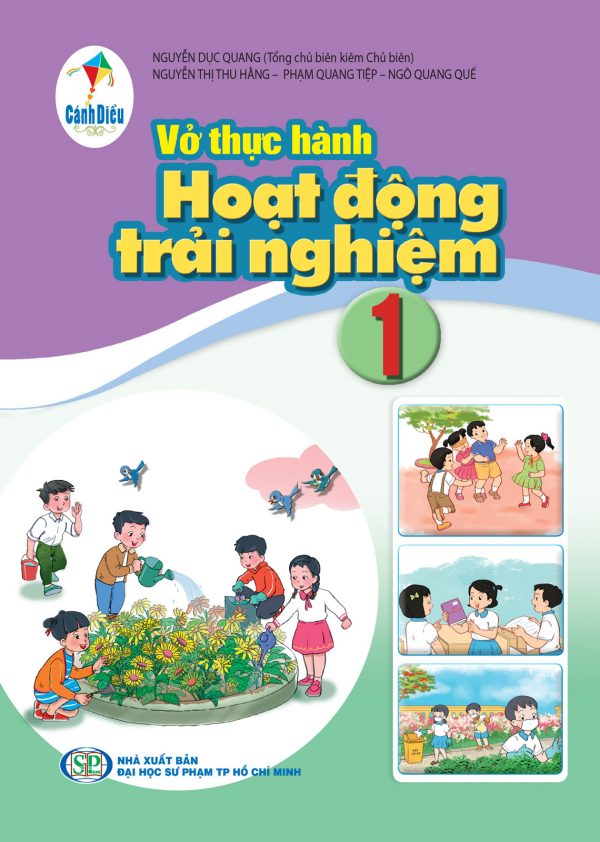 NGUYỄN DỤC QUANG (Tổng chủ biên kiêm Chủ biên)
NGUYỄN THỊ THU HẰNG – PHẠM QUANG TIỆP – NGÔ QUANG QUẾ
Cánh Diều
Vở thực hành
Hoạt động
trải nghiệm
1
SP
NHÀ XUẤT BẢN
ĐẠI HỌC SƯ PHẠM TP HỒ CHÍ MINH